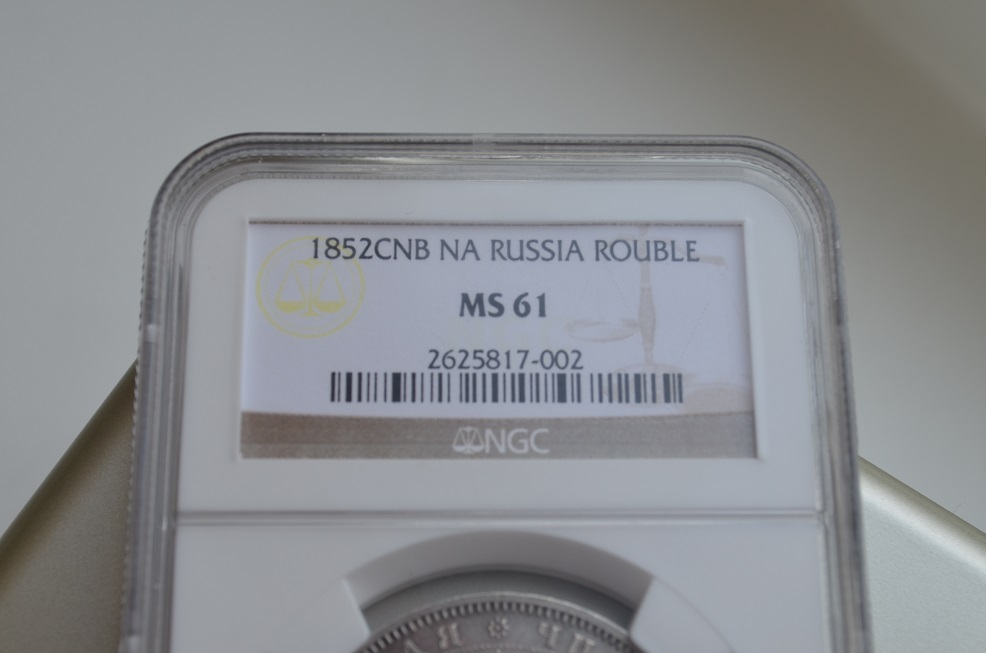 1852CNB NA RUSSIA ROUBLE
MS 61
2625817-002
NGC